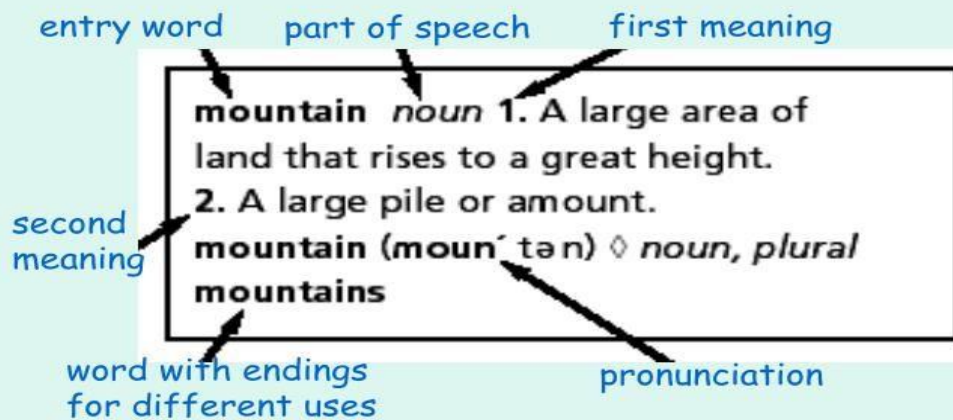 entry word part of speech first meaning
mountain noun 1. A large area of
land that rises to a great height.
2. A large pile or amount.
second
meaning
mountain (moun´ tən) ◊ noun, plural
mountains
word with endings
for different uses
pronunciation